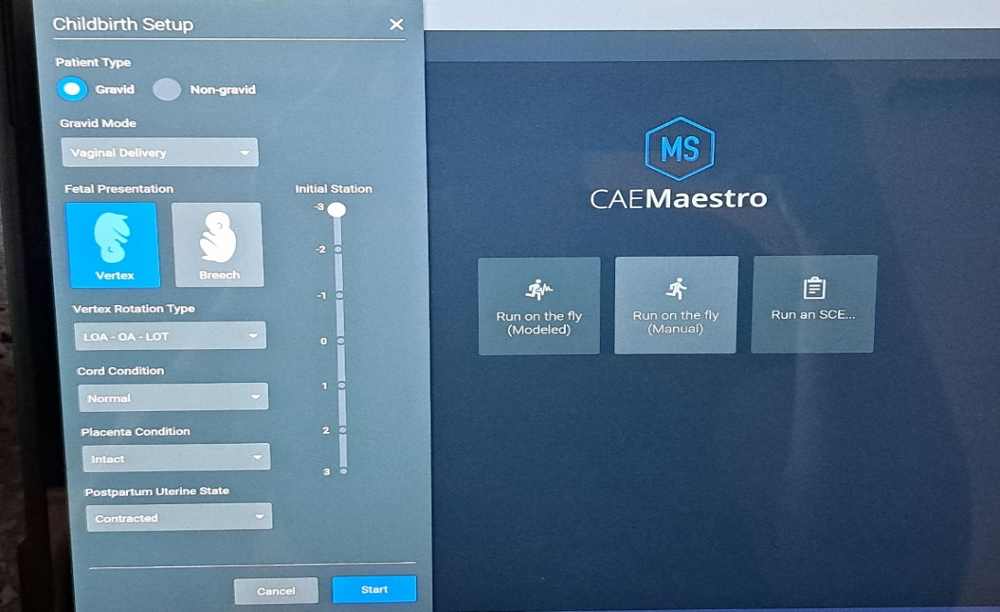 Childbirth Setup
Patient Type
Gravid
Non-gravid
Gravid Mode
Vaginal Delivery
Fetal Presentation
Vertex
Breech
Initial Station
-3
-2
-1
0
1
2
3
Vertex Rotation Type
LOA - OA - LOT
Cord Condition
Normal
Placenta Condition
Intact
Postpartum Uterine State
Contracted
Cancel
Start
MS
CAEMaestro
Run on the fly
(Modeled)
Run on the fly
(Manual)
Run an SCE...